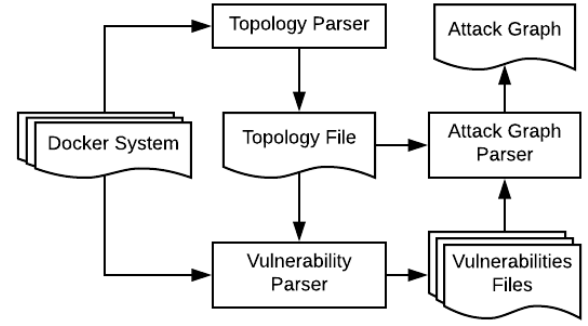 Topology Parser
Attack Graph
Docker System
Topology File
Attack Graph
Parser
Vulnerability
Parser
Vulnerabilities
Files